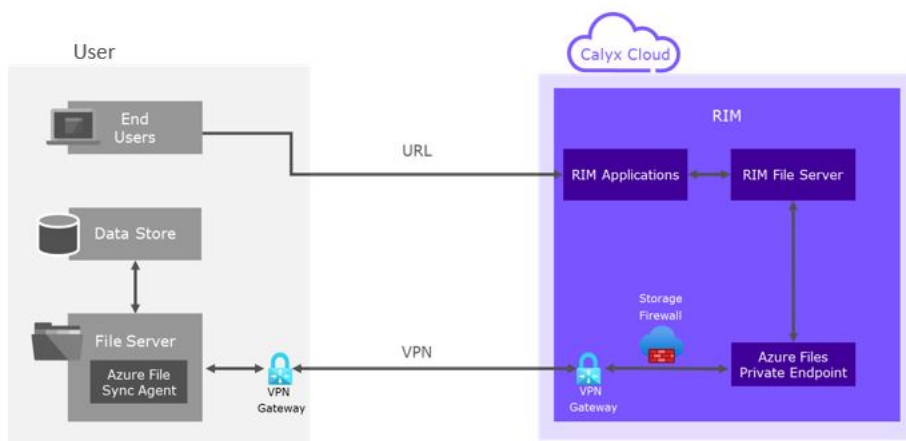 User
Calyx Cloud
End
Users
URL
RIM
RIM Applications
RIM File Server
Data Store
File Server
Azure File
Sync Agent
VPN
Gateway
VPN
VPN
Gateway
Storage
Firewall
Azure Files
Private Endpoint